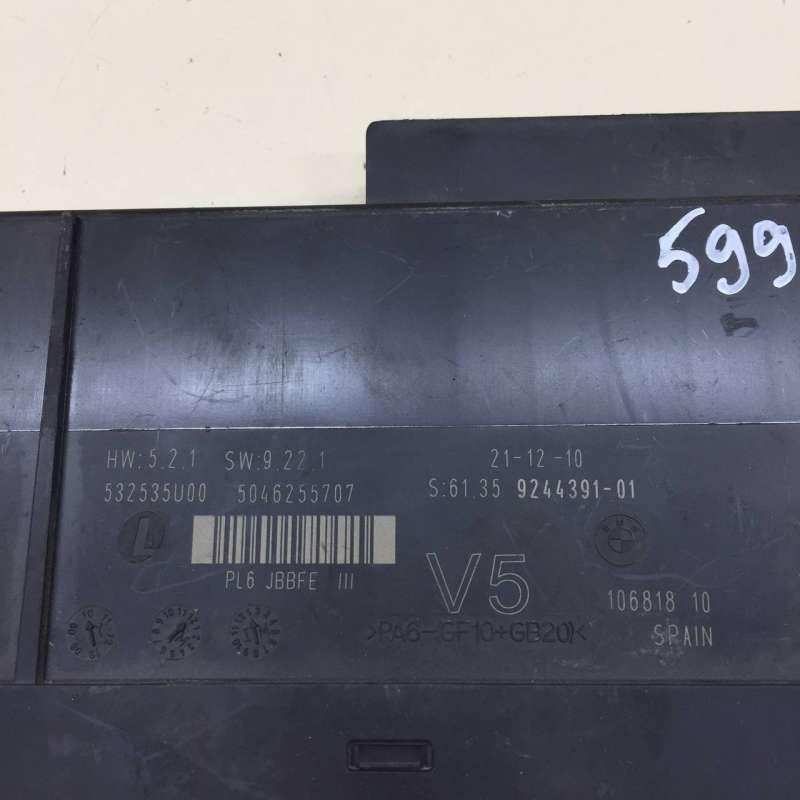 599
HW:5.2.1 SW:9.22.1 21-12-10
532535U00 5046255707 S:61.35 9244391-01
BMW
PL6 JBBFE III V5 106818 10
>PA6-(GF10+GB20)< SPAIN